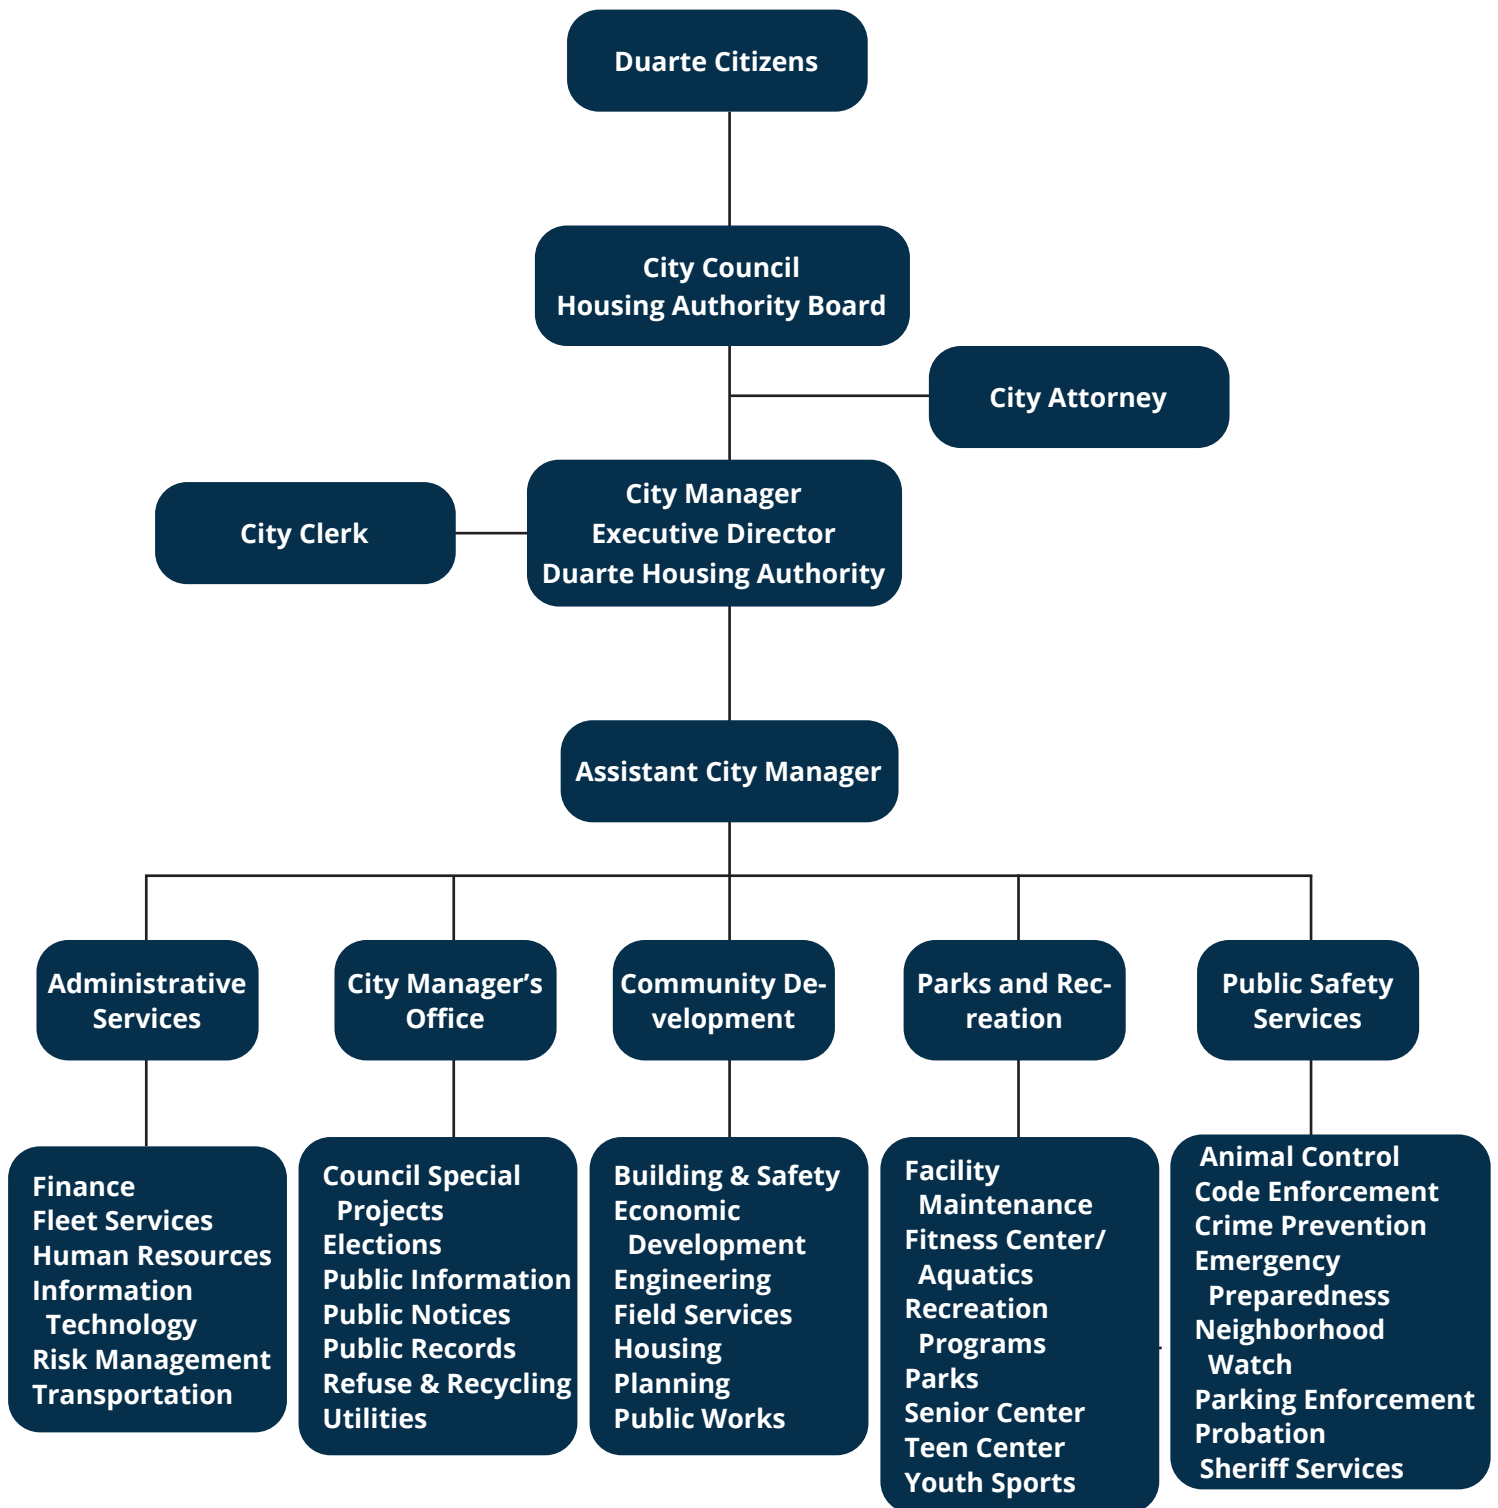 Duarte Citizens
City Council
Housing Authority Board
City Attorney
City Manager
Executive Director
Duarte Housing Authority
City Clerk
Assistant City Manager
Administrative
Services
City Manager’s
Office
Community De-
velopment
Parks and Rec-
reation
Public Safety
Services
Finance
Fleet Services
Human Resources
Information
Technology
Risk Management
Transportation
Council Special
Projects
Elections
Public Information
Public Notices
Public Records
Refuse & Recycling
Utilities
Building & Safety
Economic
Development
Engineering
Field Services
Housing
Planning
Public Works
Facility
Maintenance
Fitness Center/
Aquatics
Recreation
Programs
Parks
Senior Center
Teen Center
Youth Sports
Animal Control
Code Enforcement
Crime Prevention
Emergency
Preparedness
Neighborhood
Watch
Parking Enforcement
Probation
Sheriff Services